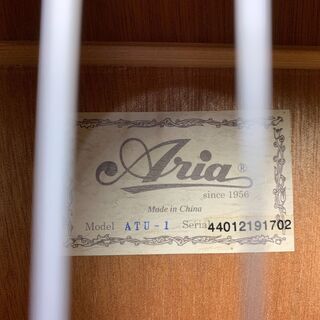 Aria®
since 1956
Made in China
Model ATU-1 Serial 44012191702